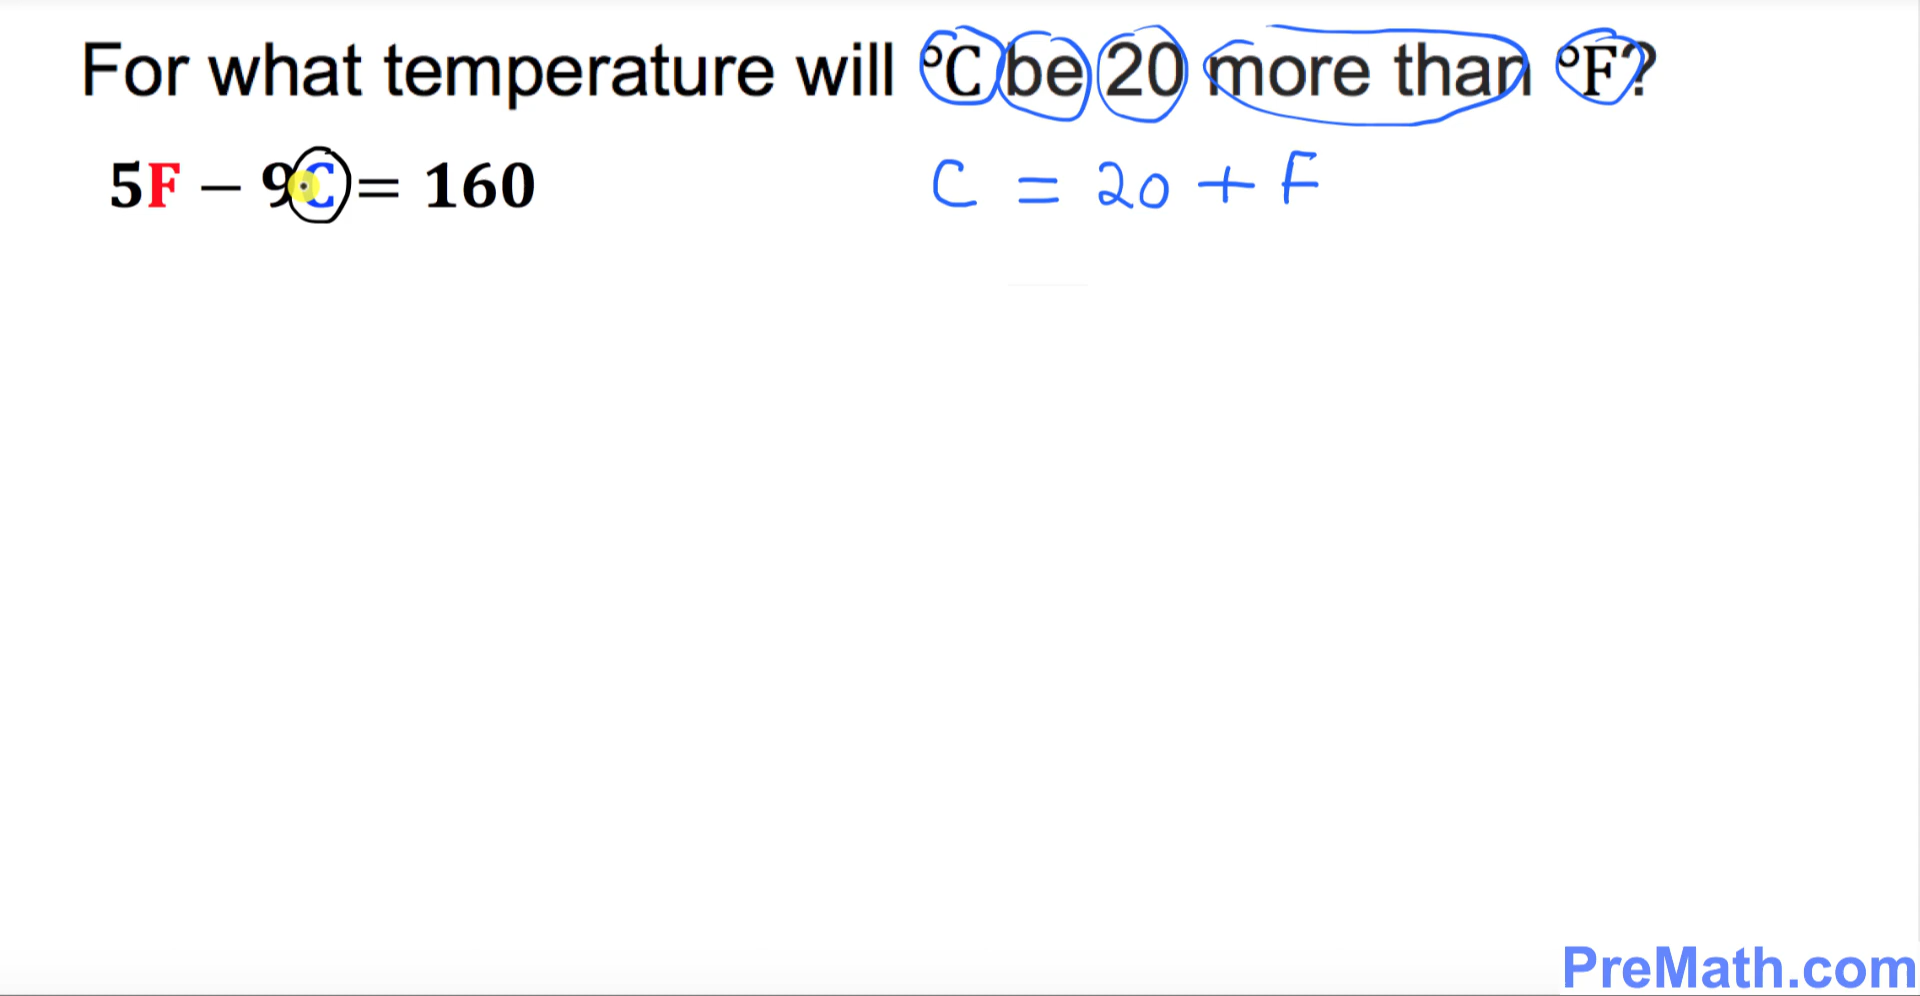 For what temperature will °C be 20 more than °F?
5F – 9C = 160
C = 20 + F
PreMath.com